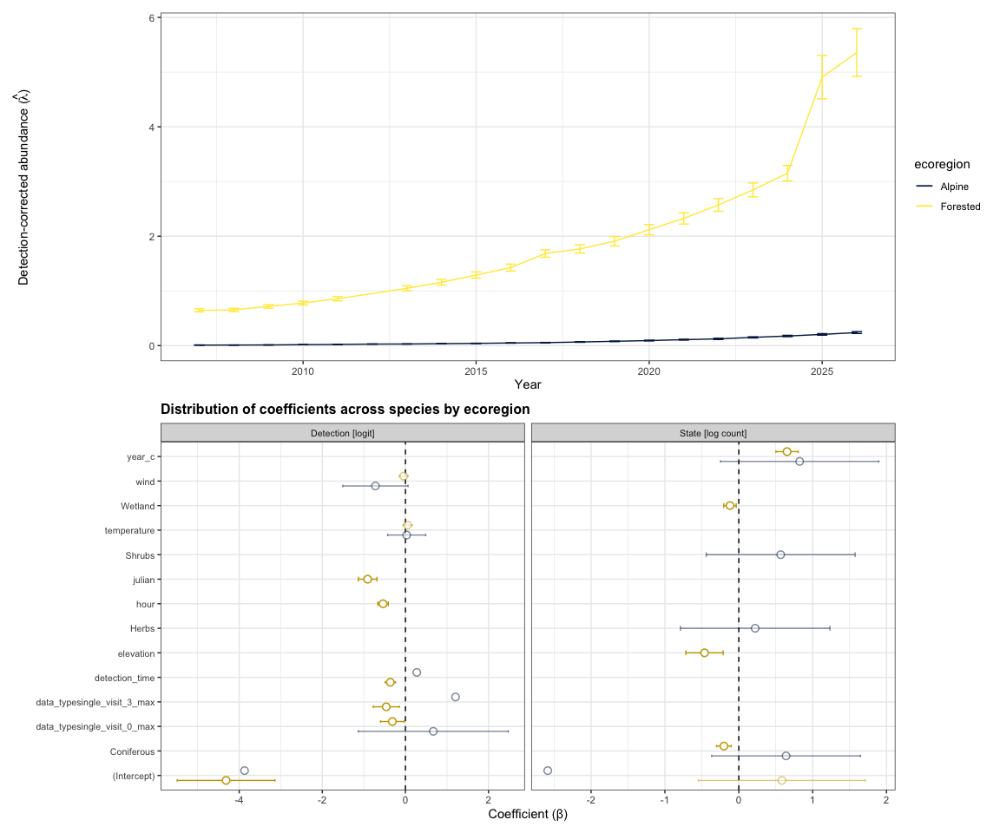 6
4
2
0
Detection-corrected abundance (λ̂)
2010 2015 2020 2025
Year
ecoregion
Alpine
Forested
Distribution of coefficients across species by ecoregion
Detection [logit] State [log count]
year_c
wind
Wetland
temperature
Shrubs
julian
hour
Herbs
elevation
detection_time
data_typesingle_visit_3_max
data_typesingle_visit_0_max
Coniferous
(Intercept)
-4 -2 0 2 -2 -1 0 1 2
Coefficient (β)